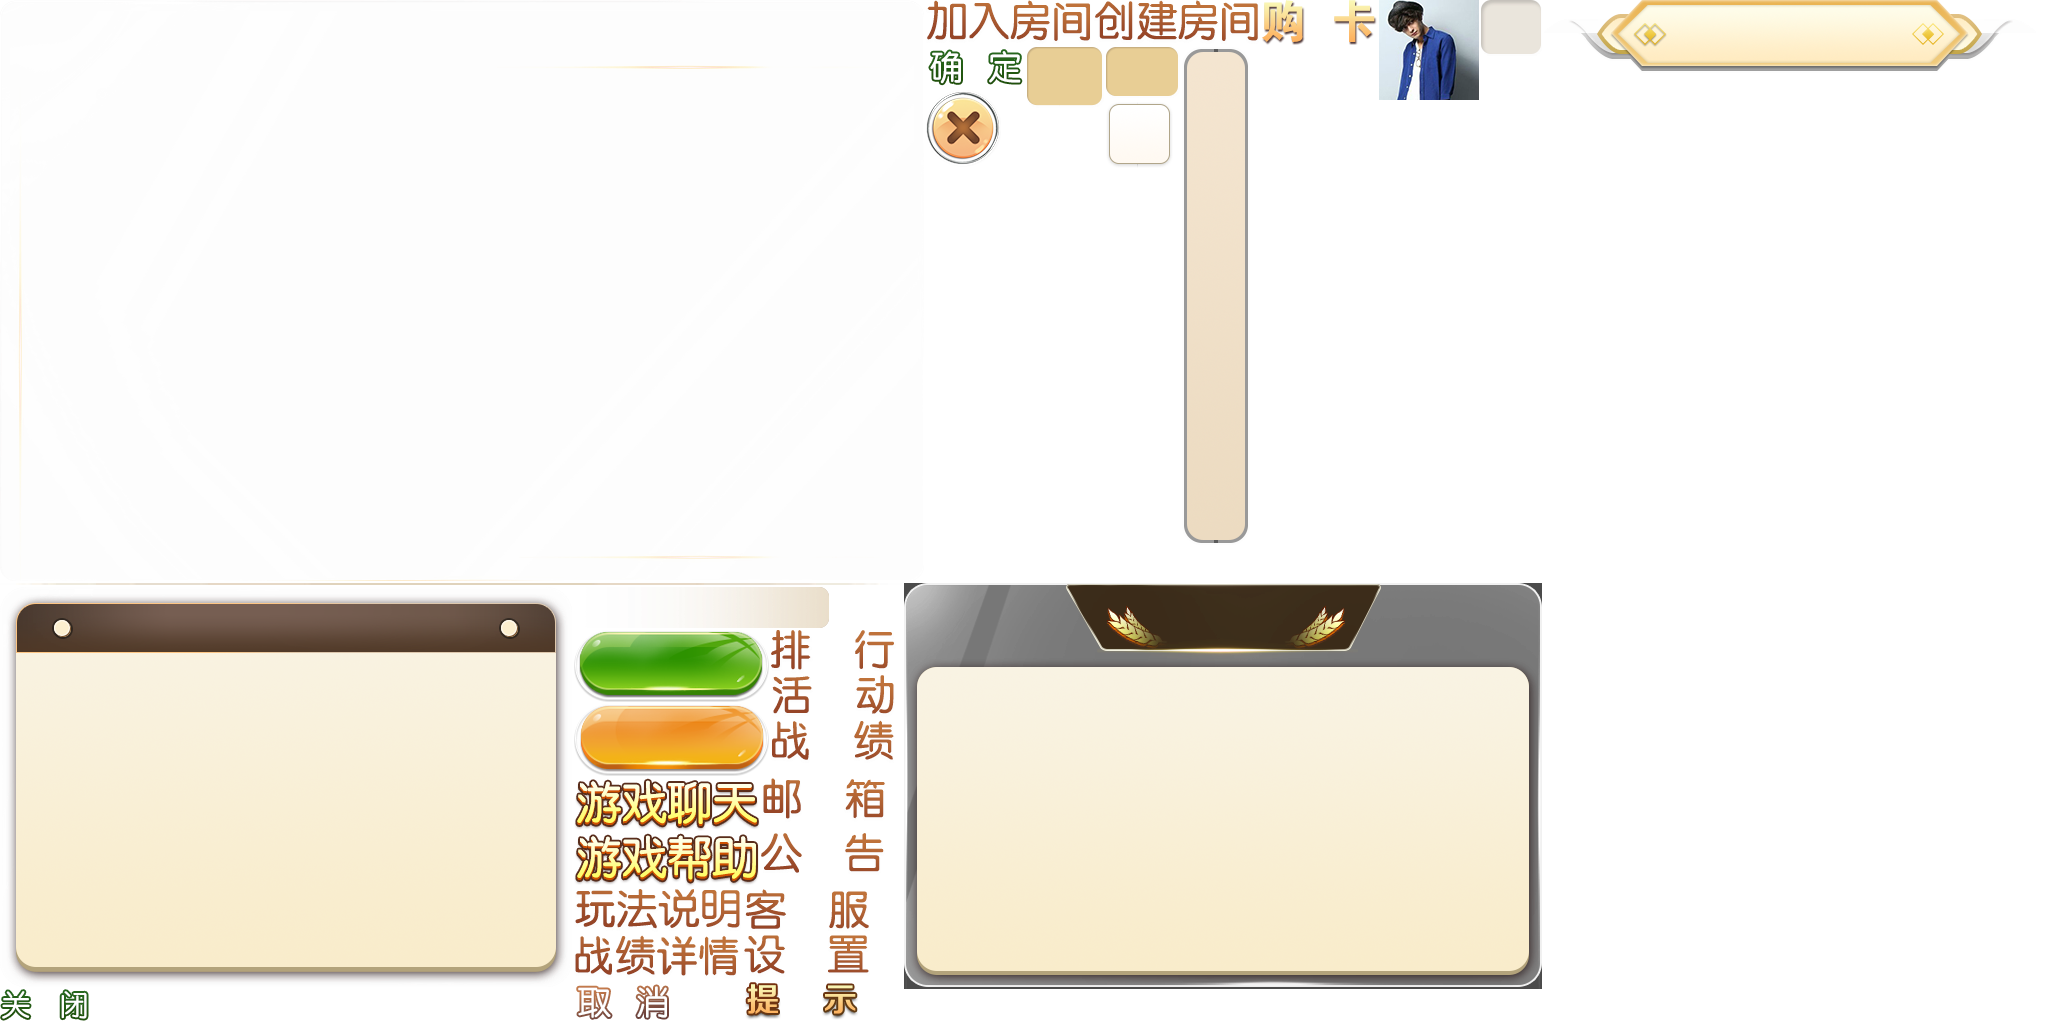 加入房间
创建房间
购 卡
确 定
排 行
活 动
战 绩
游戏聊天
邮 箱
游戏帮助
公 告
玩法说明
客 服
战绩详情
设 置
关 闭
取 消
提 示